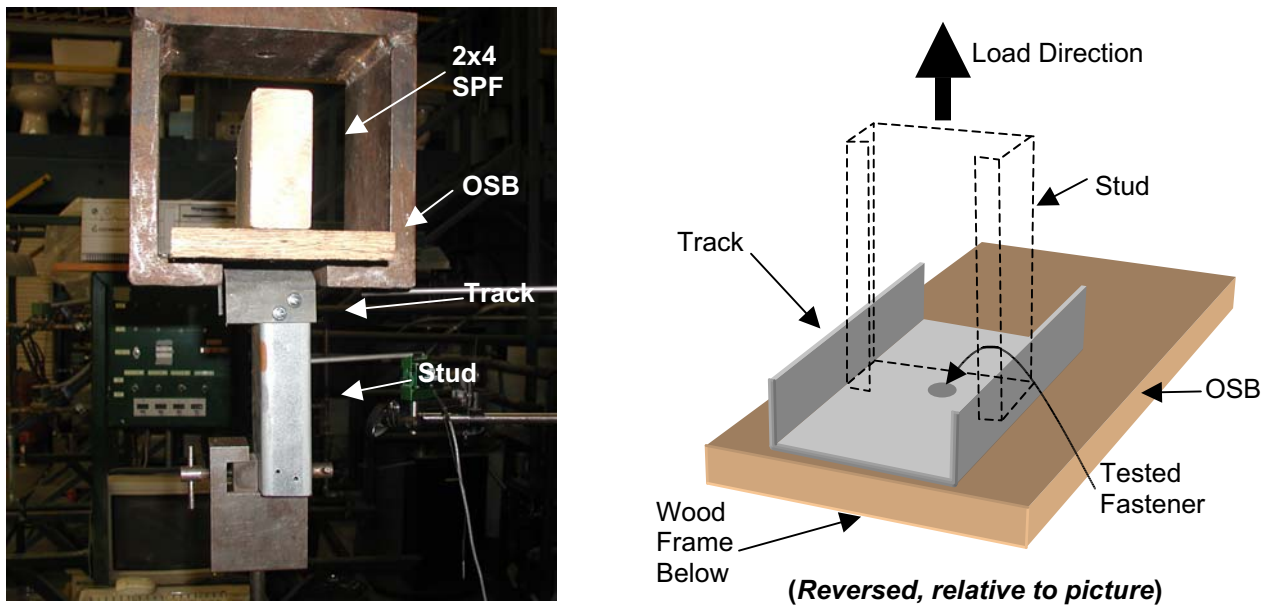 2x4
SPF
OSB
Track
Stud
Load Direction
Stud
Track
OSB
Tested
Fastener
Wood
Frame
Below
(Reversed, relative to picture)